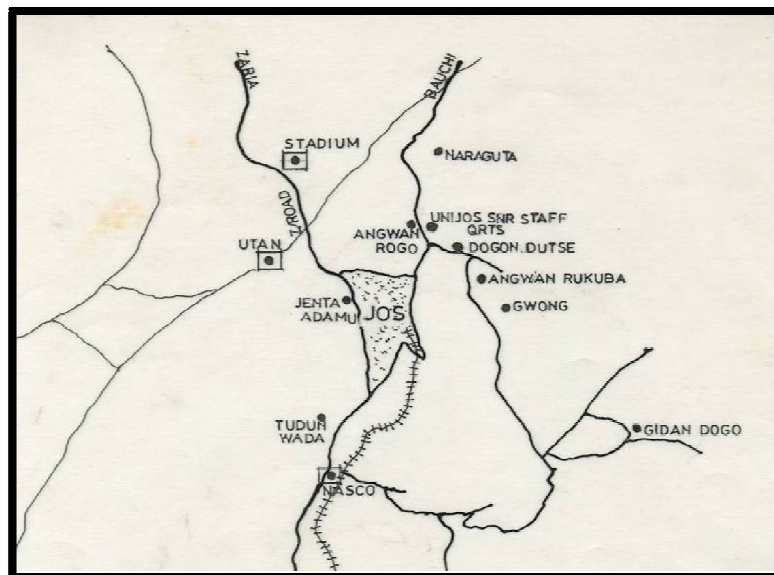 ZARIA
BAUCHI
STADIUM
NARAGUTA
Z/ROAD
UNIJOS SNR STAFF
QRTS
ANGWAN
ROGO
DOGON DUTSE
UTAN
ANGWAN RUKUBA
JENTA
ADAMU
JOS
GWONG
TUDUN
WADA
GIDAN DOGO
NASCO